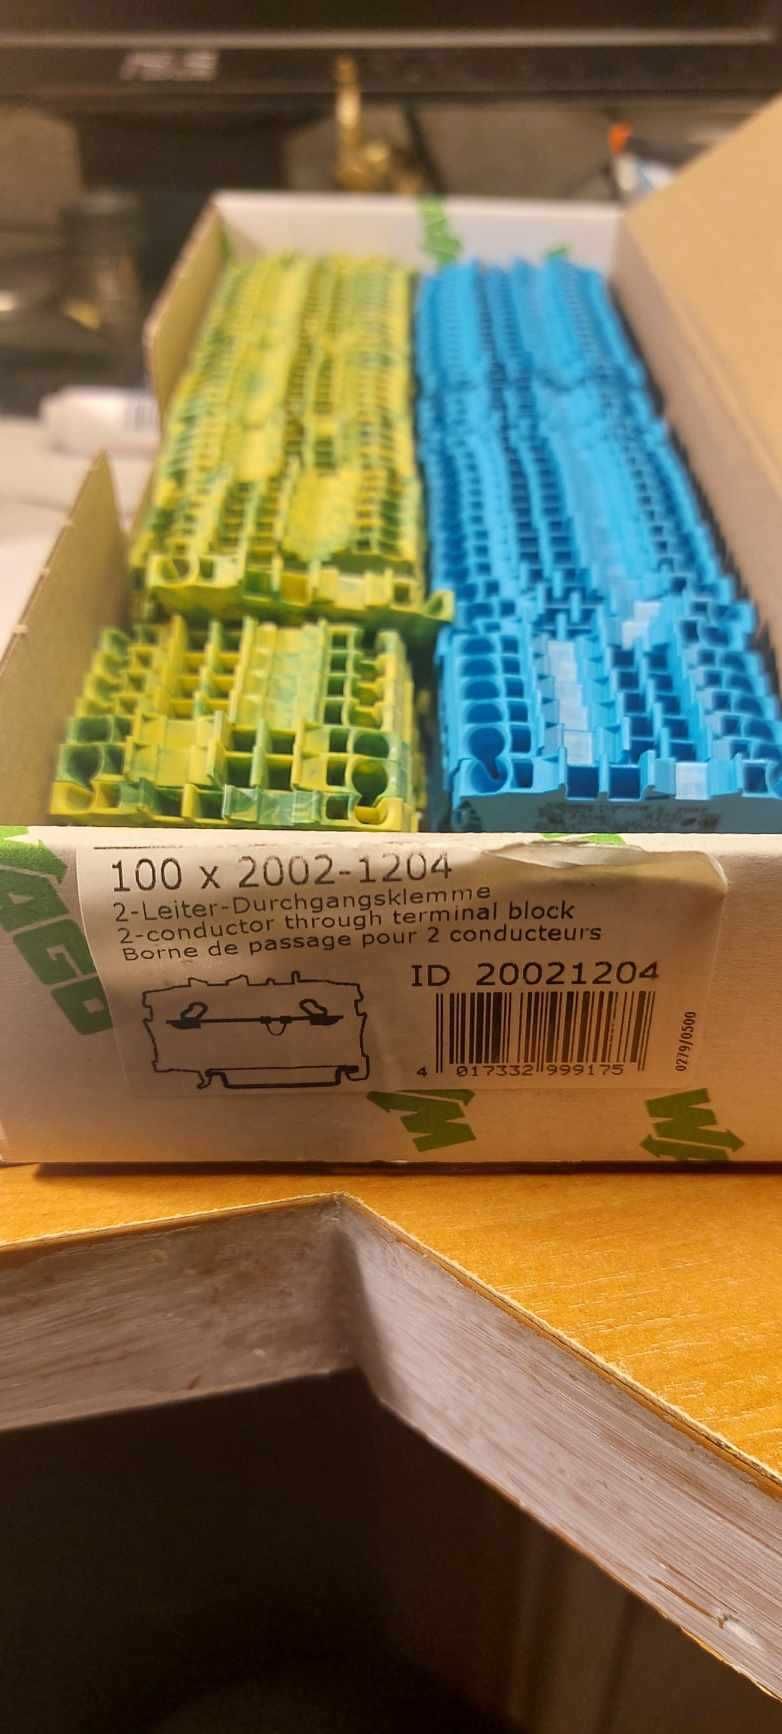 ASUS
100 x 2002-1204
2-Leiter-Durchgangsklemme
2-conductor through terminal block
Borne de passage pour 2 conducteurs
ID 20021204
4 017332 999175
0279/0500
WAGO